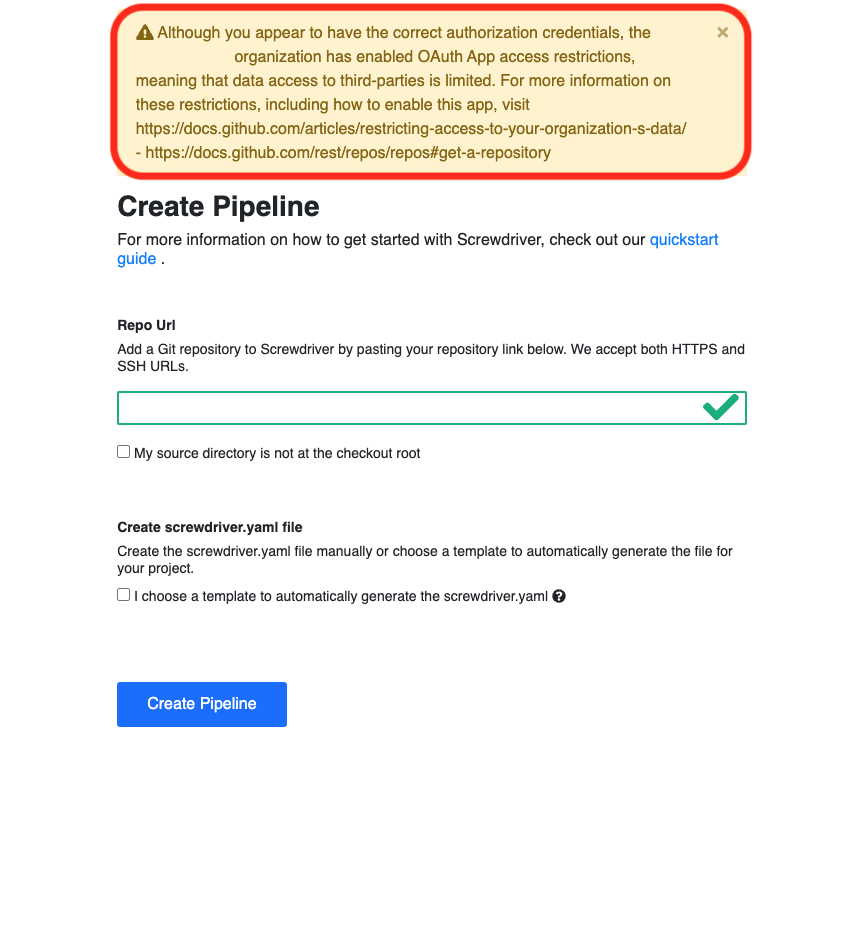 Although you appear to have the correct authorization credentials, the
organization has enabled OAuth App access restrictions,
meaning that data access to third-parties is limited. For more information on
these restrictions, including how to enable this app, visit
https://docs.github.com/articles/restricting-access-to-your-organization-s-data/
- https://docs.github.com/rest/repos/repos#get-a-repository
Create Pipeline
For more information on how to get started with Screwdriver, check out our quickstart
guide .
Repo Url
Add a Git repository to Screwdriver by pasting your repository link below. We accept both HTTPS and
SSH URLs.
My source directory is not at the checkout root
Create screwdriver.yaml file
Create the screwdriver.yaml file manually or choose a template to automatically generate the file for
your project.
I choose a template to automatically generate the screwdriver.yaml
Create Pipeline